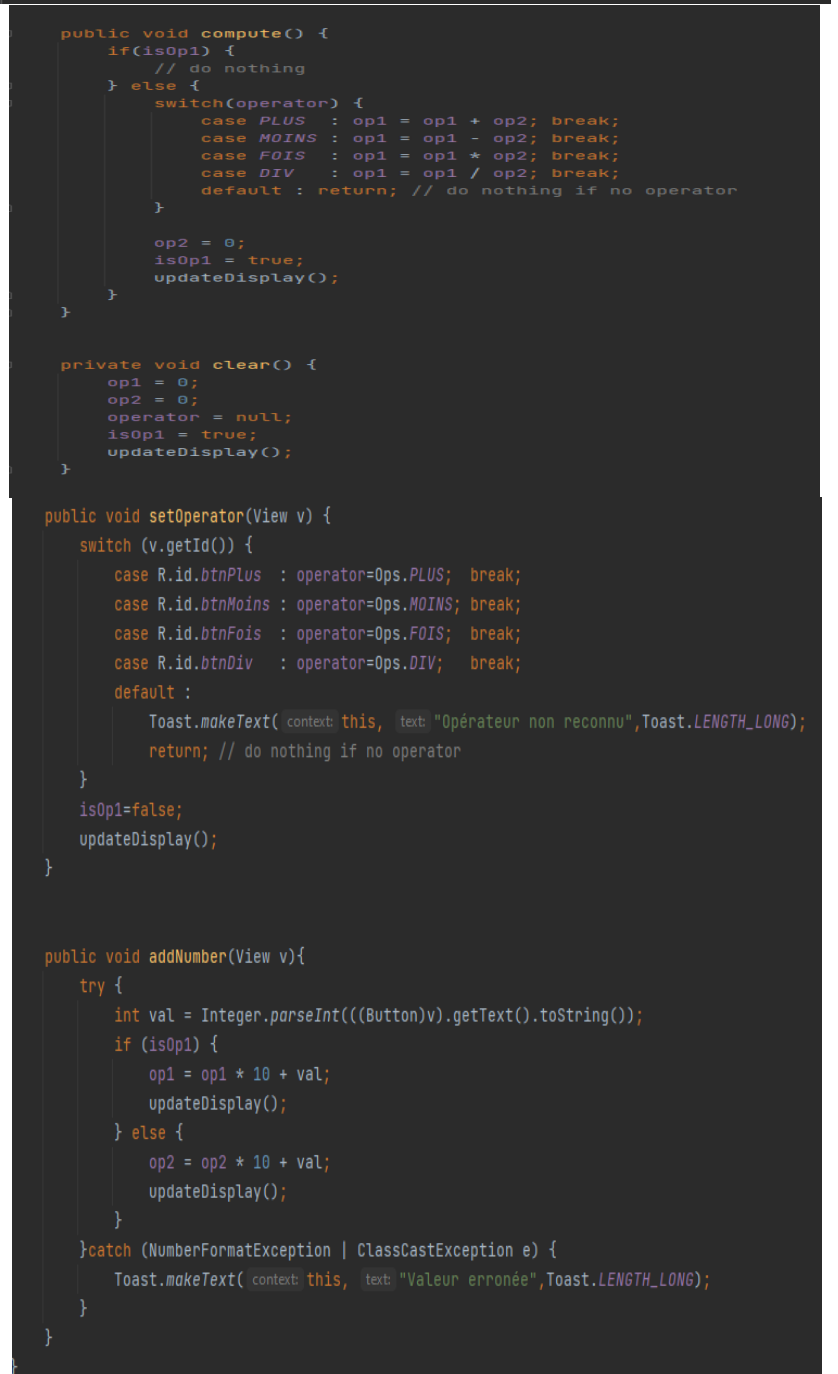 public void compute() {
if(isOp1) {
// do nothing
} else {
switch(operator) {
case PLUS  : op1 = op1 + op2; break;
case MOINS : op1 = op1 - op2; break;
case FOIS  : op1 = op1 * op2; break;
case DIV   : op1 = op1 / op2; break;
default : return; // do nothing if no operator
}
op2 = 0;
isOp1 = true;
updateDisplay();
}
}
private void clear() {
op1 = 0;
op2 = 0;
operator = null;
isOp1 = true;
updateDisplay();
}
public void setOperator(View v) {
switch (v.getId()) {
case R.id.btnPlus  : operator=Ops.PLUS;  break;
case R.id.btnMoins : operator=Ops.MOINS; break;
case R.id.btnFois  : operator=Ops.FOIS;  break;
case R.id.btnDiv   : operator=Ops.DIV;   break;
default :
Toast.makeText( context: this,  text: "Opérateur non reconnu",Toast.LENGTH_LONG);
return; // do nothing if no operator
}
isOp1=false;
updateDisplay();
}
public void addNumber(View v){
try {
int val = Integer.parseInt(((Button)v).getText().toString());
if (isOp1) {
op1 = op1 * 10 + val;
updateDisplay();
} else {
op2 = op2 * 10 + val;
updateDisplay();
}
}catch (NumberFormatException | ClassCastException e) {
Toast.makeText( context: this,  text: "Valeur erronée",Toast.LENGTH_LONG);
}
}
}